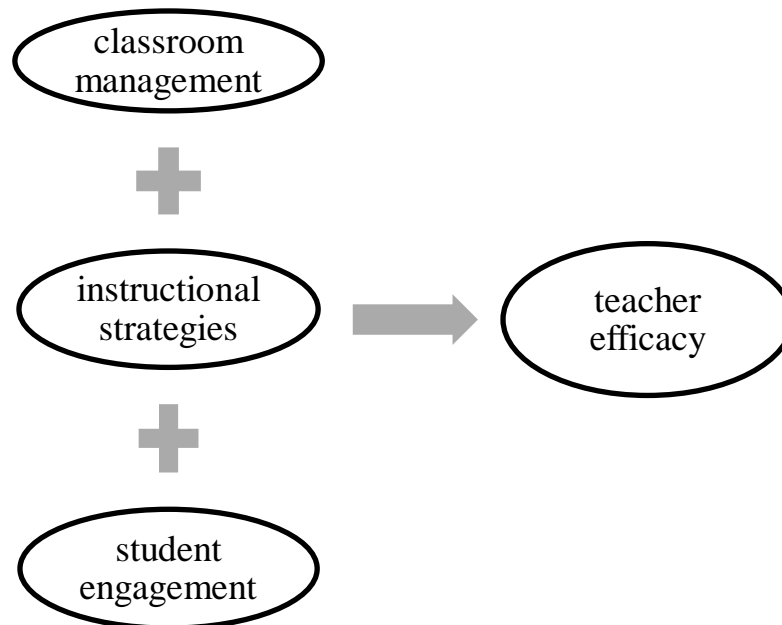 classroom
management
instructional
strategies
teacher
efficacy
student
engagement